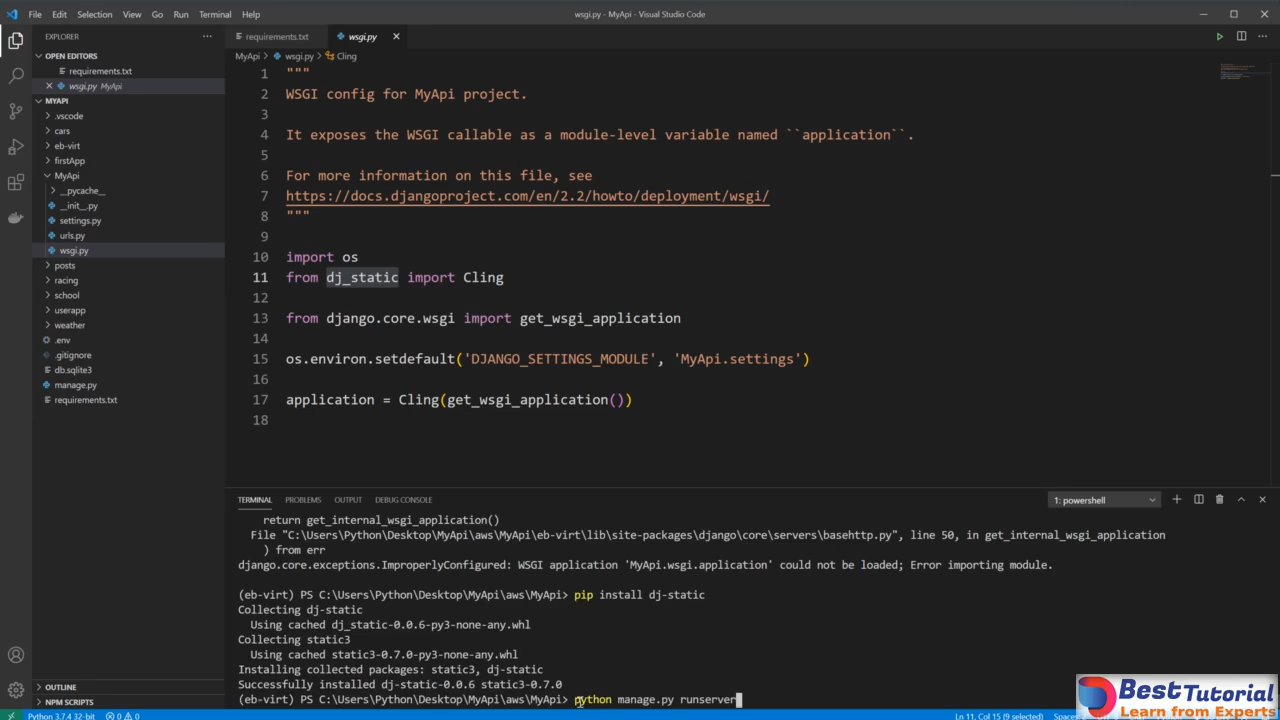 File Edit Selection View Go Run Terminal Help
wsgi.py - MyApi - Visual Studio Code
EXPLORER
OPEN EDITORS
requirements.txt
wsgi.py MyApi
MYAPI
.vscode
cars
eb-virt
firstApp
MyApi
__pycache__
__init__.py
settings.py
urls.py
wsgi.py
posts
racing
school
userapp
weather
.env
.gitignore
db.sqlite3
manage.py
requirements.txt
OUTLINE
NPM SCRIPTS
requirements.txt wsgi.py
MyApi > wsgi.py > Cling
1 """
2 WSGI config for MyApi project.
3
4 It exposes the WSGI callable as a module-level variable named ``application``.
5
6 For more information on this file, see
7 https://docs.djangoproject.com/en/2.2/howto/deployment/wsgi/
8 """
9
10 import os
11 from dj_static import Cling
12
13 from django.core.wsgi import get_wsgi_application
14
15 os.environ.setdefault('DJANGO_SETTINGS_MODULE', 'MyApi.settings')
16
17 application = Cling(get_wsgi_application())
18
TERMINAL PROBLEMS OUTPUT DEBUG CONSOLE
1: powershell
return get_internal_wsgi_application()
File "C:\Users\Python\Desktop\MyApi\aws\MyApi\eb-virt\lib\site-packages\django\core\servers\basehttp.py", line 50, in get_internal_wsgi_application
) from err
django.core.exceptions.ImproperlyConfigured: WSGI application 'MyApi.wsgi.application' could not be loaded; Error importing module.
(eb-virt) PS C:\Users\Python\Desktop\MyApi\aws\MyApi> pip install dj-static
Collecting dj-static
Using cached dj_static-0.0.6-py3-none-any.whl
Collecting static3
Using cached static3-0.7.0-py3-none-any.whl
Installing collected packages: static3, dj-static
Successfully installed dj-static-0.0.6 static3-0.7.0
(eb-virt) PS C:\Users\Python\Desktop\MyApi\aws\MyApi> python manage.py runserver
BestTutorial
Learn from Experts
Python 3.7.4 32-bit 0 0
Ln 11, Col 15 (9 selected)